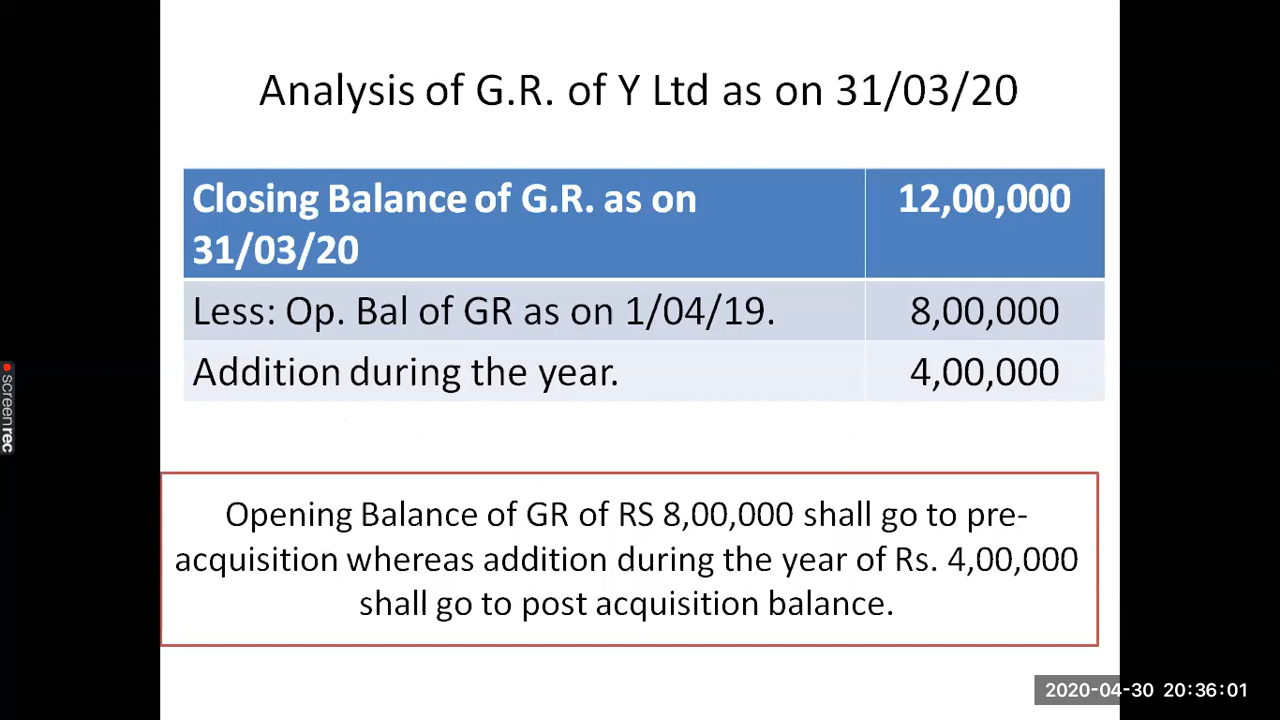 Analysis of G.R. of Y Ltd as on 31/03/20
Closing Balance of G.R. as on 12,00,000
31/03/20
Less: Op. Bal of GR as on 1/04/19. 8,00,000
Addition during the year. 4,00,000
Opening Balance of GR of RS 8,00,000 shall go to pre-
acquisition whereas addition during the year of Rs. 4,00,000
shall go to post acquisition balance.
screenrec
2020-04-30 20:36:01